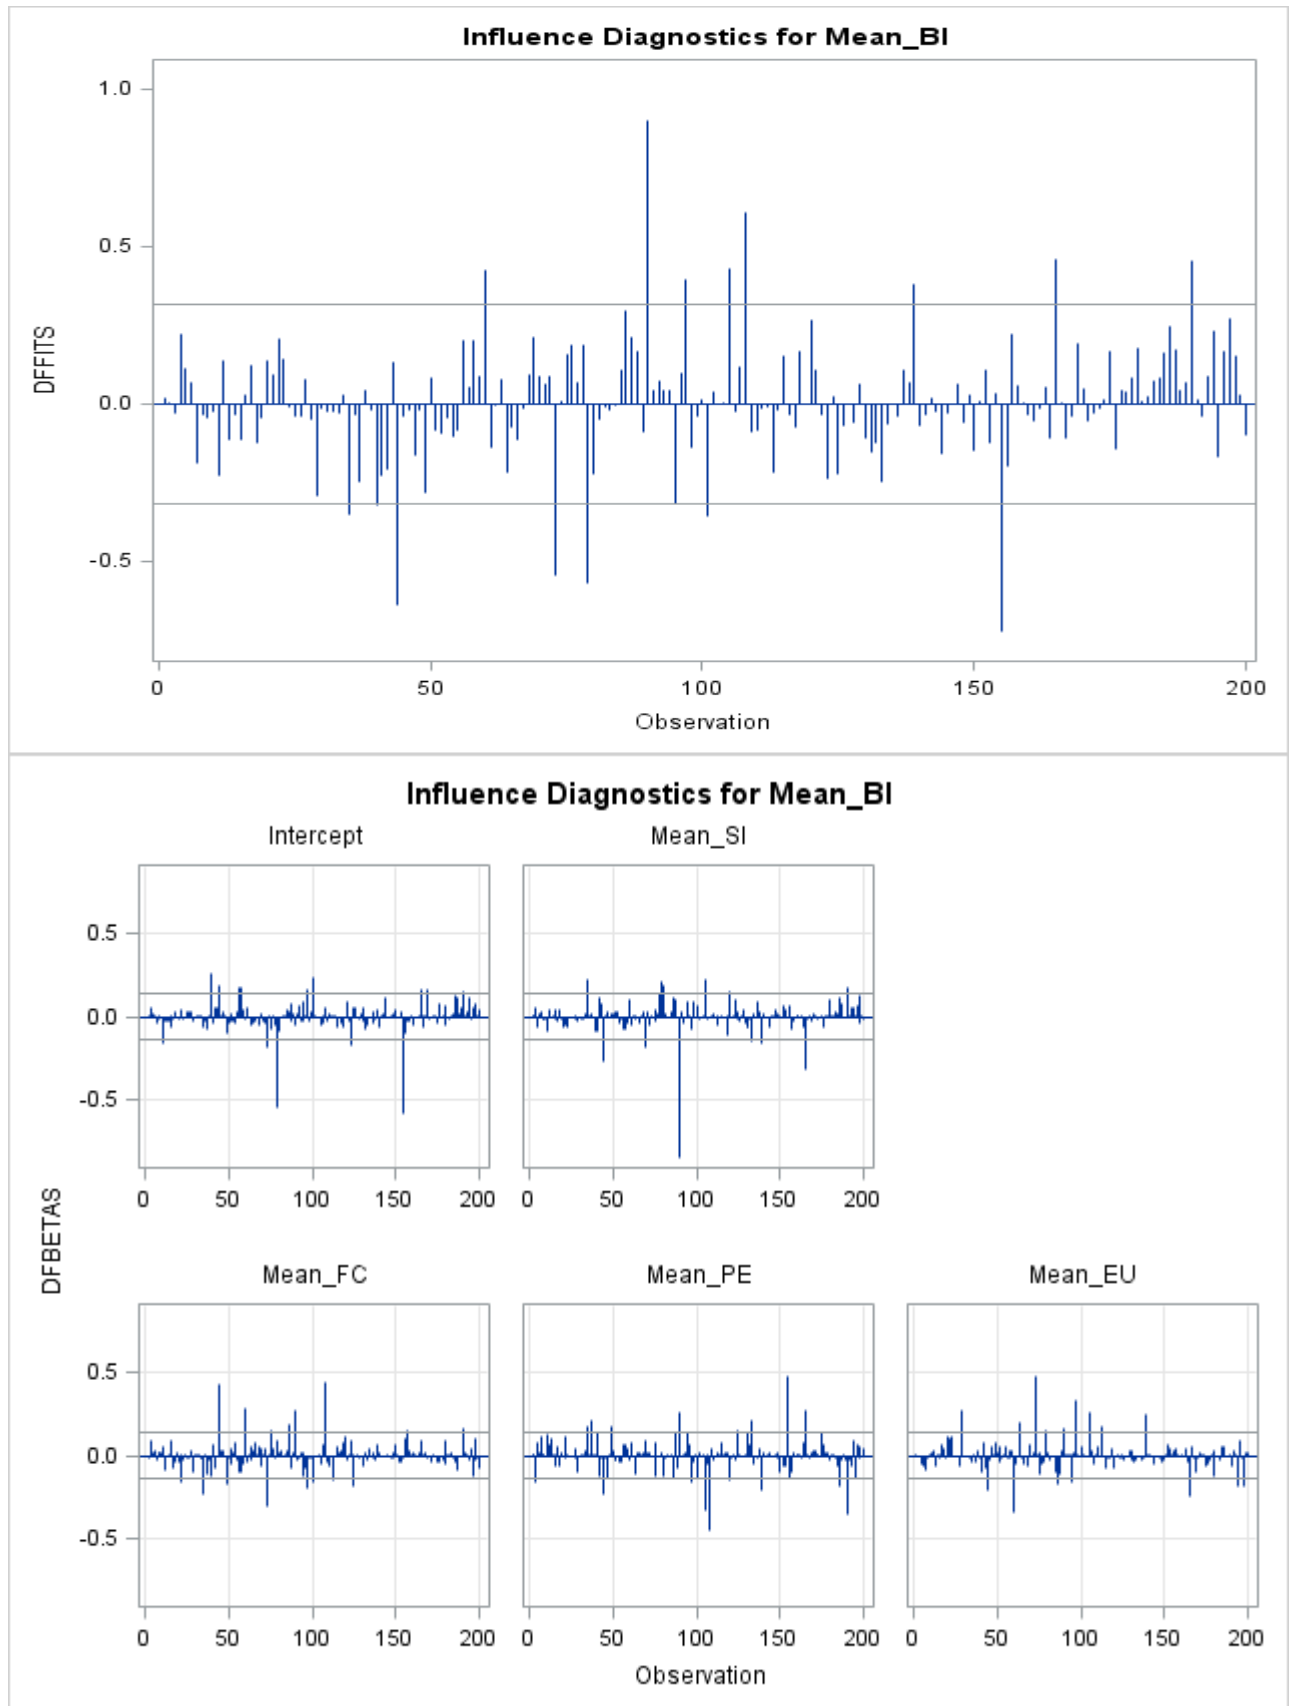 Influence Diagnostics for Mean_BI
1.0
0.5
0.0
-0.5
DFFITS
0 50 100 150 200
Observation
Influence Diagnostics for Mean_BI
Intercept Mean_SI
0.5
0.0
-0.5
0 50 100 150 200 0 50 100 150 200
DFBETAS
Mean_FC Mean_PE Mean_EU
0.5
0.0
-0.5
0 50 100 150 200 0 50 100 150 200 0 50 100 150 200
Observation